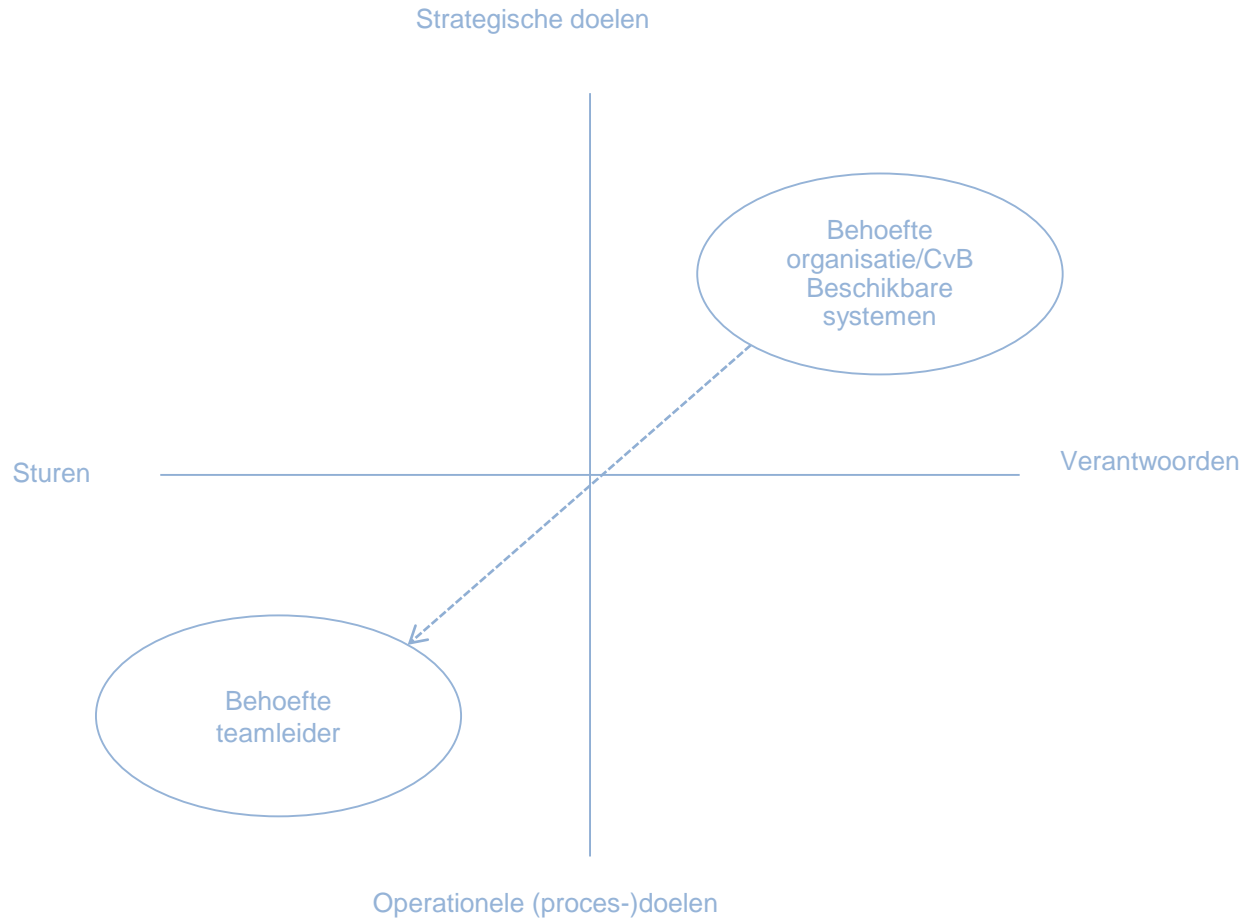 Strategische doelen
Behoefte
organisatie/CvB
Beschikbare
systemen
Sturen
Verantwoorden
Behoefte
teamleider
Operationele (proces-)doelen